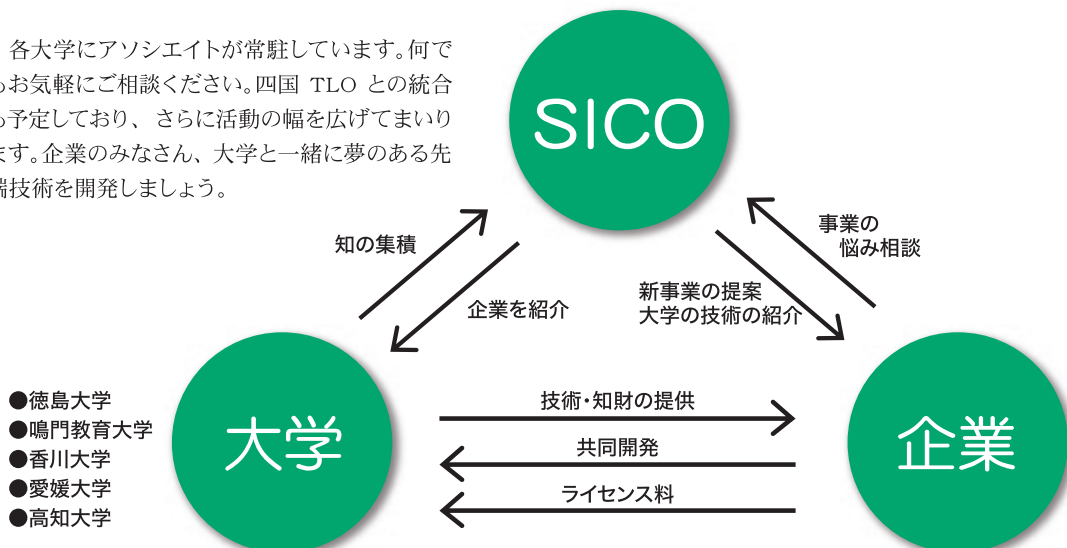 各大学にアソシエイトが常駐しています。何で
もお気軽にご相談ください。四国 TLO との統合
も予定しており、さらに活動の幅を広げてまいり
ます。企業のみなさん、大学と一緒に夢のある先
端技術を開発しましょう。
SICO
知の集積
企業を紹介
事業の
悩み相談
新事業の提案
大学の技術の紹介
●徳島大学
●鳴門教育大学
●香川大学
●愛媛大学
●高知大学
大学
技術・知財の提供
共同開発
ライセンス料
企業